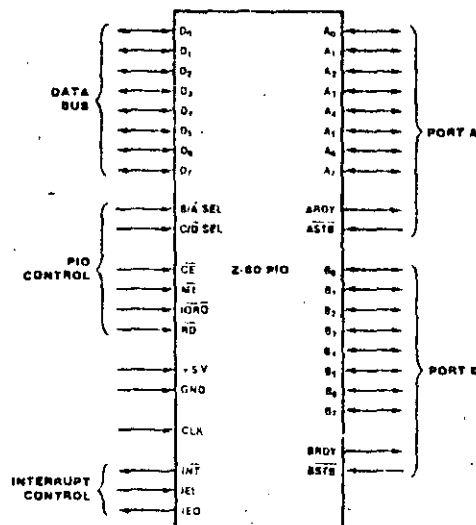 D0 A0
D1 A1
D2 A2
DATA BUS D3 A3
D4 A4
D5 A5 PORT A
D6 A6
D7 A7
B/A SEL ARDY
C/D SEL ASTB
PIO CONTROL CE Z-80 PIO B0
M1 B1
IORQ B2
RD B3
B4
+5V B5 PORT B
GND B6
B7
CLK
BRDY
INT BSTB
INTERRUPT CONTROL IEI
IEO